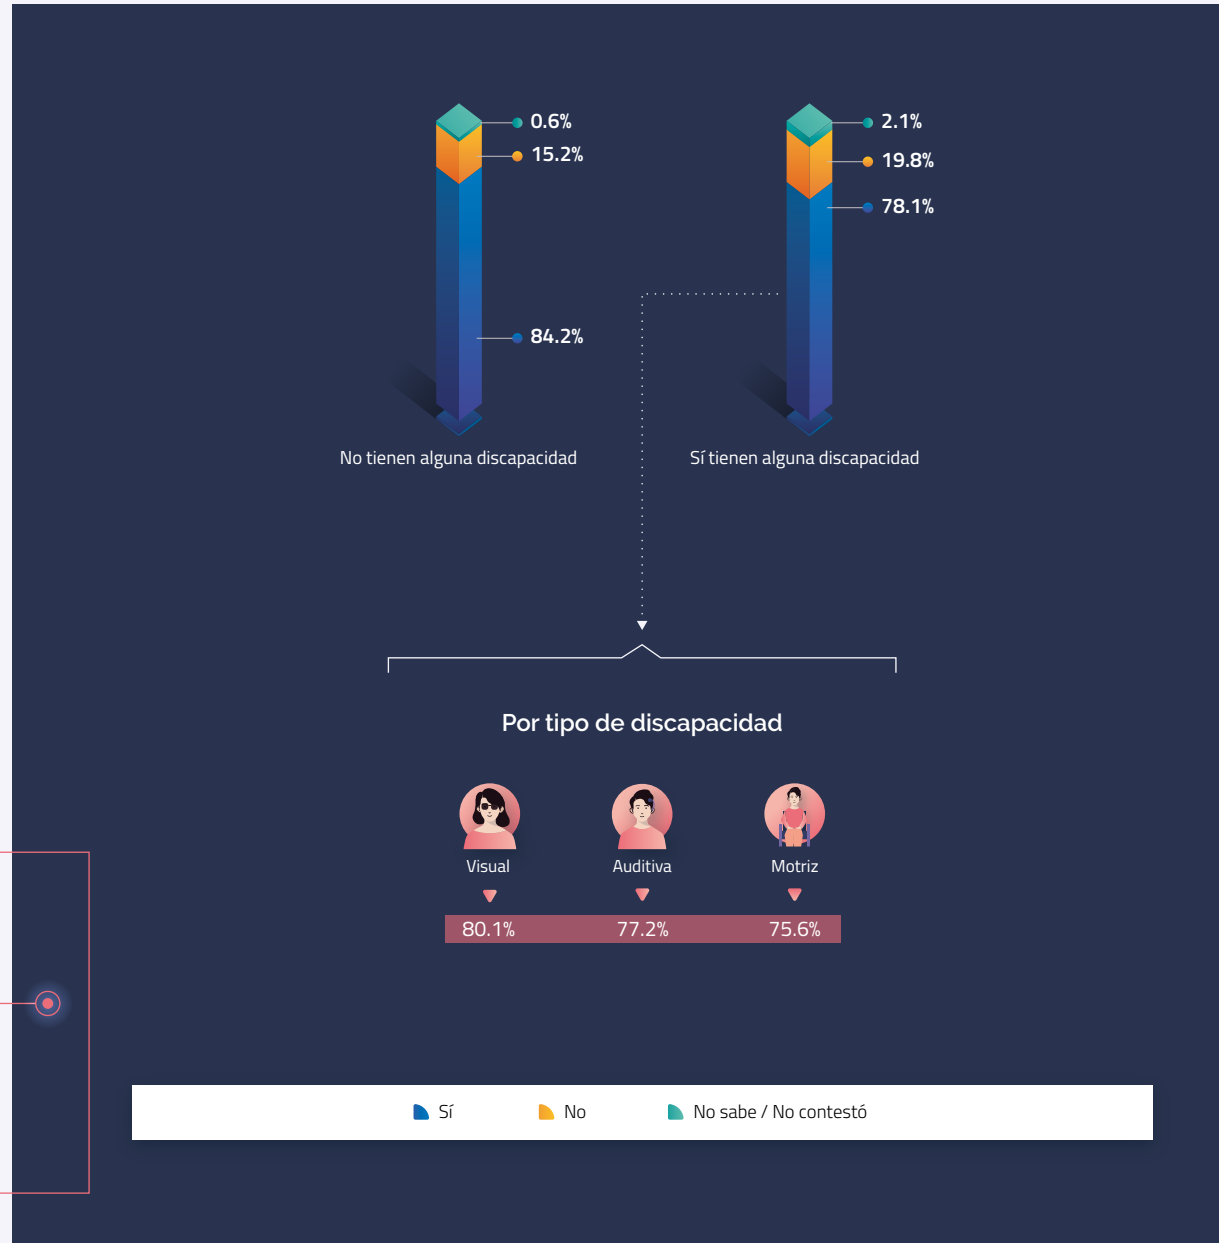 0.6%
15.2%
84.2%
No tienen alguna discapacidad
2.1%
19.8%
78.1%
Sí tienen alguna discapacidad
Por tipo de discapacidad
Visual
Auditiva
Motriz
80.1%
77.2%
75.6%
Sí
No
No sabe / No contestó